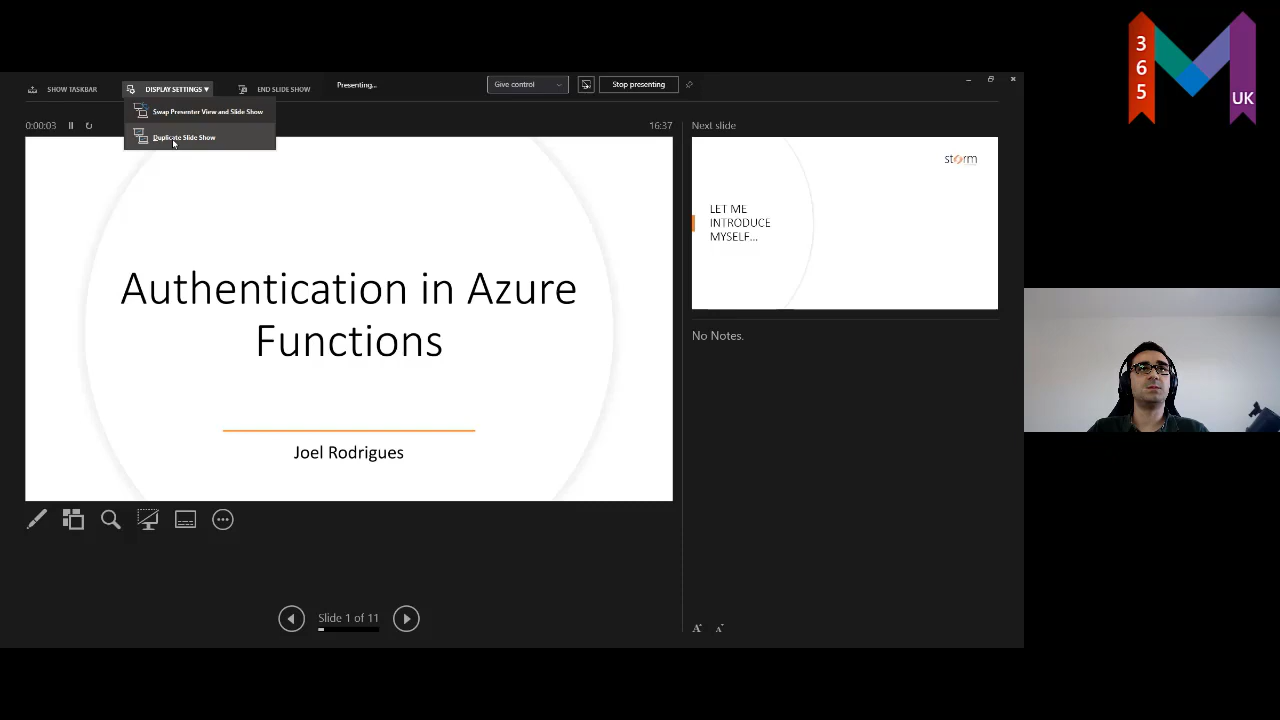 3
6
5
UK
SHOW TASKBAR
DISPLAY SETTINGS ▾
END SLIDE SHOW
Presenting...
Give control
Stop presenting
Swap Presenter View and Slide Show
Duplicate Slide Show
0:00:03
16:37
Next slide
Authentication in Azure
Functions
Joel Rodrigues
storm
LET ME
INTRODUCE
MYSELF...
No Notes.
Slide 1 of 11
A
A